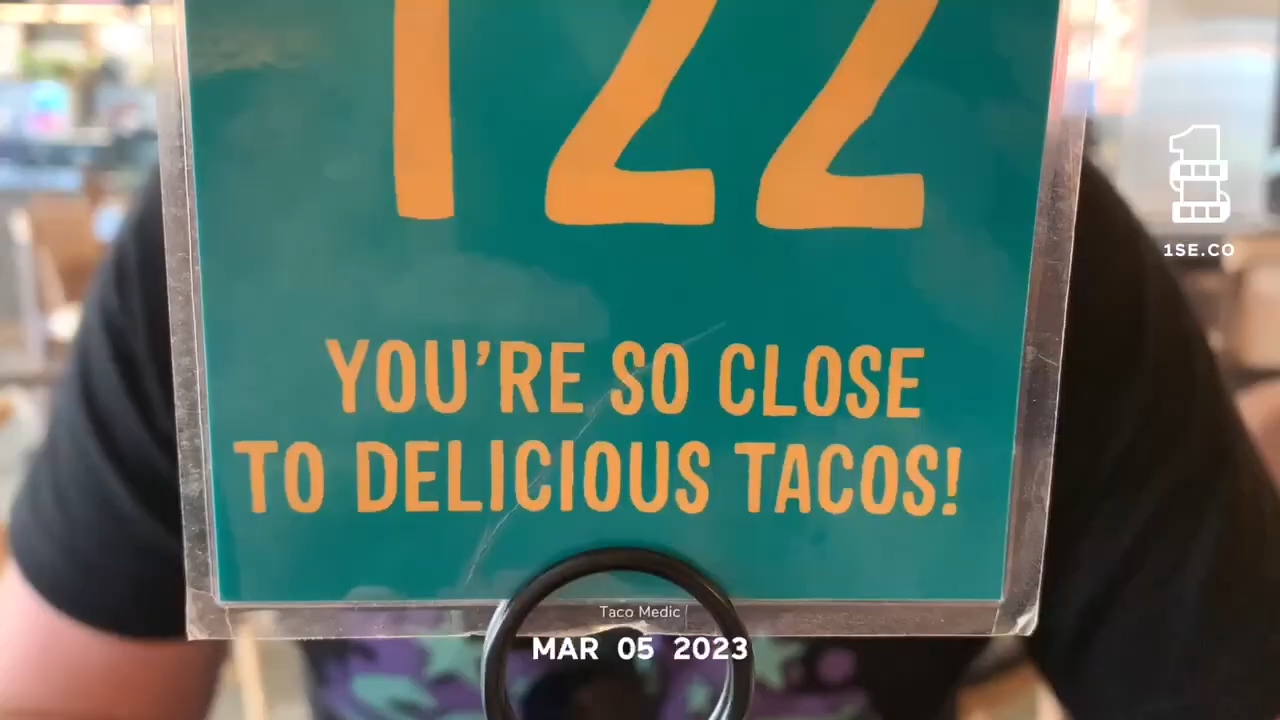 122
YOU'RE SO CLOSE
TO DELICIOUS TACOS!
1SE.CO
Taco Medic
MAR 05 2023